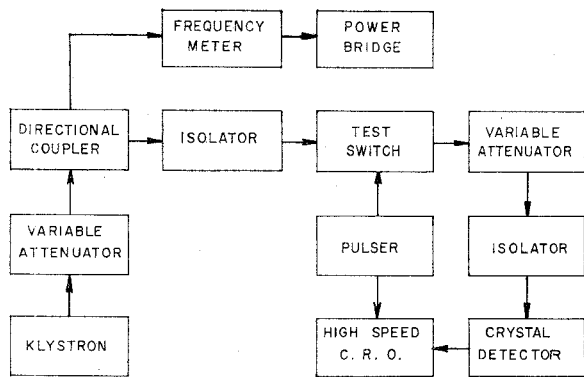 FREQUENCY
METER
POWER
BRIDGE
DIRECTIONAL
COUPLER
ISOLATOR
TEST
SWITCH
VARIABLE
ATTENUATOR
VARIABLE
ATTENUATOR
PULSER
ISOLATOR
KLYSTRON
HIGH SPEED
C. R. O.
CRYSTAL
DETECTOR